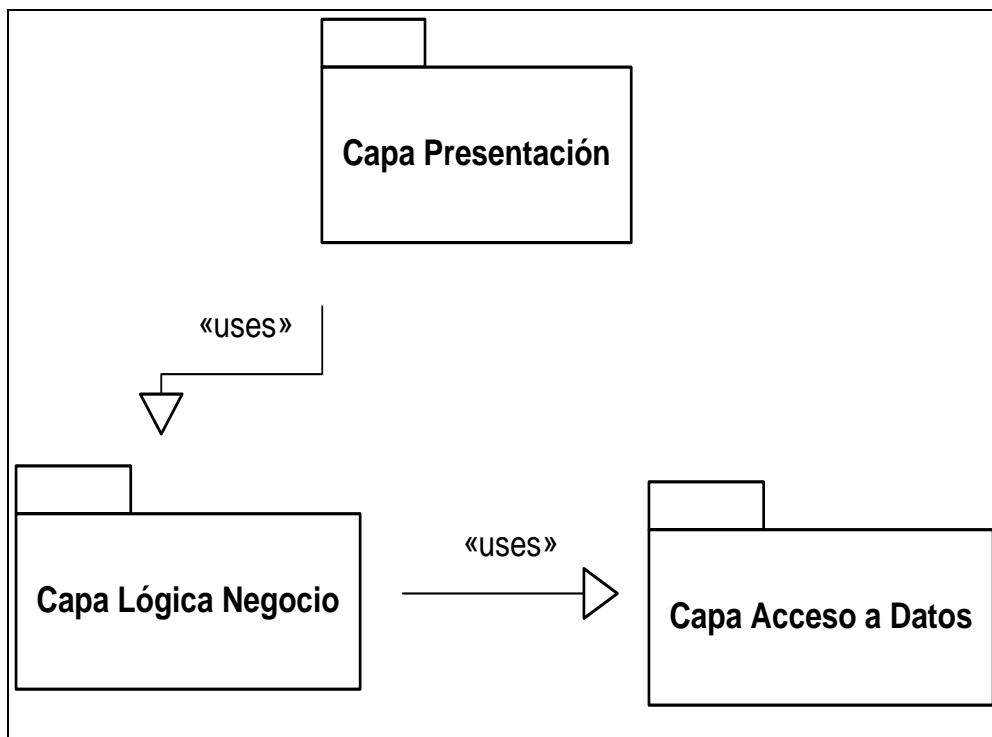 Capa Presentación
«uses»
«uses»
Capa Lógica Negocio
Capa Acceso a Datos